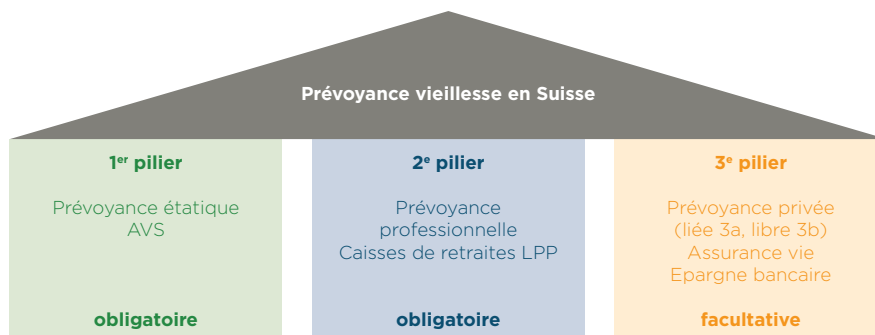 Prévoyance vieillesse en Suisse
1er pilier
Prévoyance étatique
AVS
obligatoire
2e pilier
Prévoyance
professionnelle
Caisses de retraites LPP
obligatoire
3e pilier
Prévoyance privée
(liée 3a, libre 3b)
Assurance vie
Epargne bancaire
facultative